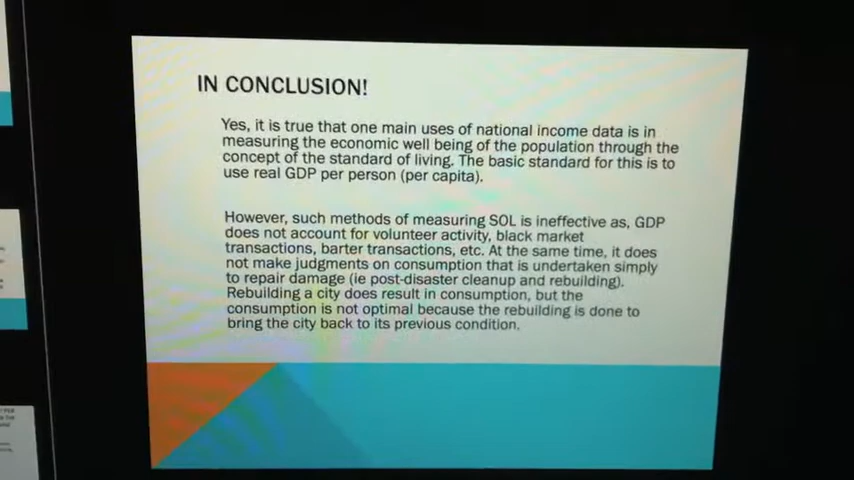 IN CONCLUSION!
Yes, it is true that one main uses of national income data is in
measuring the economic well being of the population through the
concept of the standard of living. The basic standard for this is to
use real GDP per person (per capita).
However, such methods of measuring SOL is ineffective as, GDP
does not account for volunteer activity, black market
transactions, barter transactions, etc. At the same time, it does
not make judgments on consumption that is undertaken simply
to repair damage (ie post-disaster cleanup and rebuilding).
Rebuilding a city does result in consumption, but the
consumption is not optimal because the rebuilding is done to
bring the city back to its previous condition.